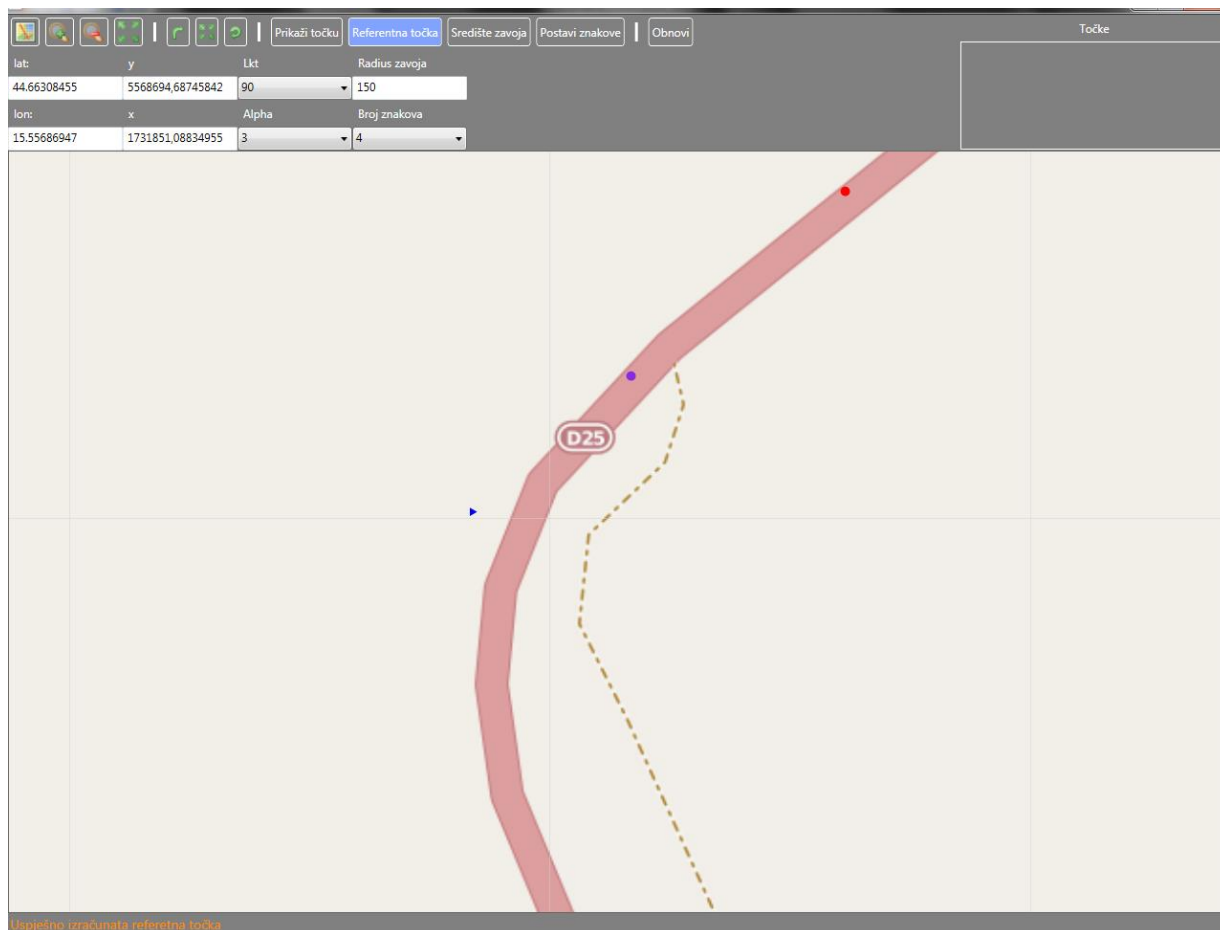 Prikaži točku Referentna točka Središte zavoja Postavi znakove Obnovi
Točke
lat: y Lkt Radius zavoja
44.66308455 5568694,68745842 90 150
lon: x Alpha Broj znakova
15.55686947 1731851,08834955 3 4
D25
Uspješno izračunata referetna točka